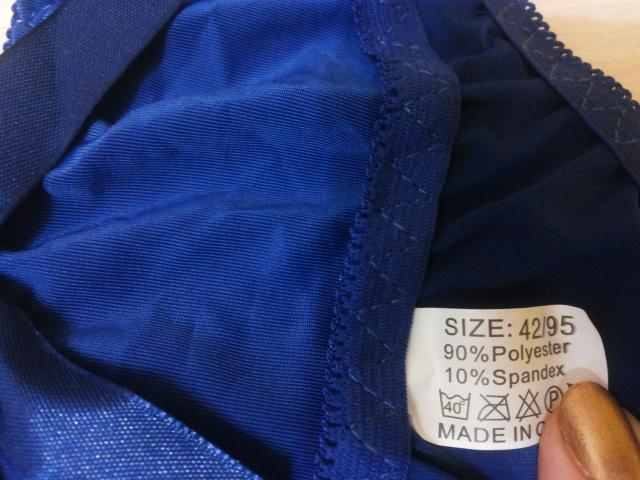 SIZE: 42/95
90%Polyester
10%Spandex
40 P
MADE IN C